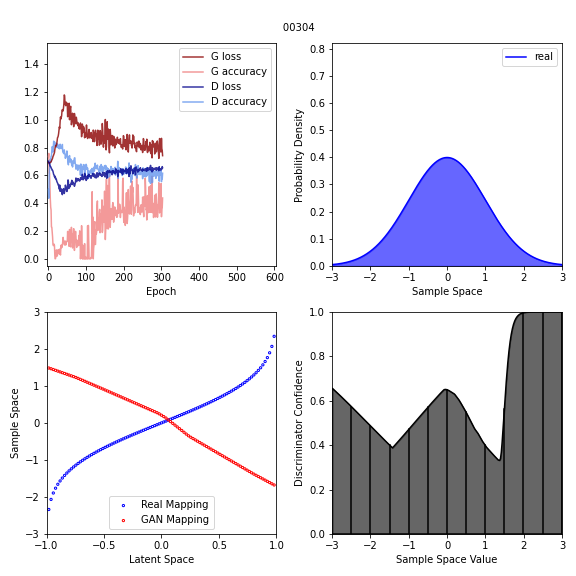 00304
1.4
1.2
1.0
0.8
0.6
0.4
0.2
0.0
0 100 200 300 400 500 600
Epoch
G loss
G accuracy
D loss
D accuracy
Probability Density
0.8
0.7
0.6
0.5
0.4
0.3
0.2
0.1
0.0
−3 −2 −1 0 1 2 3
Sample Space
real
Sample Space
3
2
1
0
−1
−2
−3
−1.0 −0.5 0.0 0.5 1.0
Latent Space
Real Mapping
GAN Mapping
Discriminator Confidence
1.0
0.8
0.6
0.4
0.2
0.0
−3 −2 −1 0 1 2 3
Sample Space Value